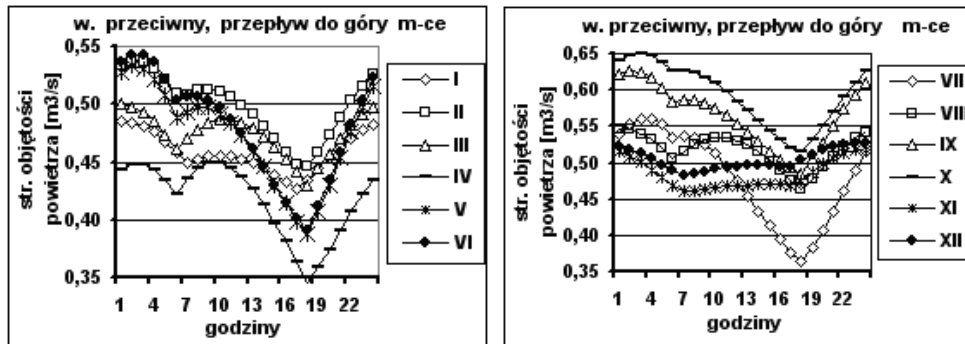 w. przeciwny, przepływ do góry m-ce
str. objętości
powietrza [m3/s]
0,55
0,50
0,45
0,40
0,35
1 4 7 10 13 16 19 22
godziny
I
II
III
IV
V
VI
w. przeciwny, przepływ do góry m-ce
str. objętości
powietrza [m3/s]
0,65
0,60
0,55
0,50
0,45
0,40
0,35
1 4 7 10 13 16 19 22
godziny
VII
VIII
IX
X
XI
XII